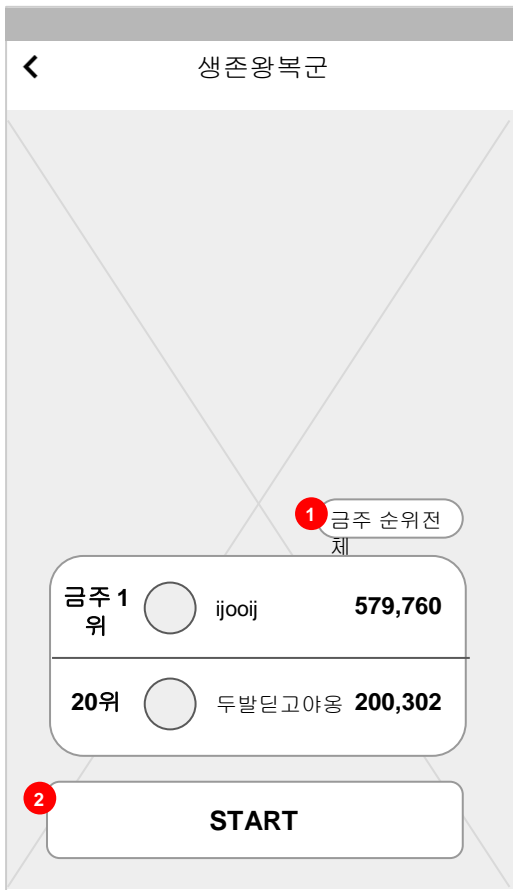 생존왕복군
1
금주 순위전
체
금주 1
위
ijooij
579,760
20위
두발딛고야옹
200,302
2
START